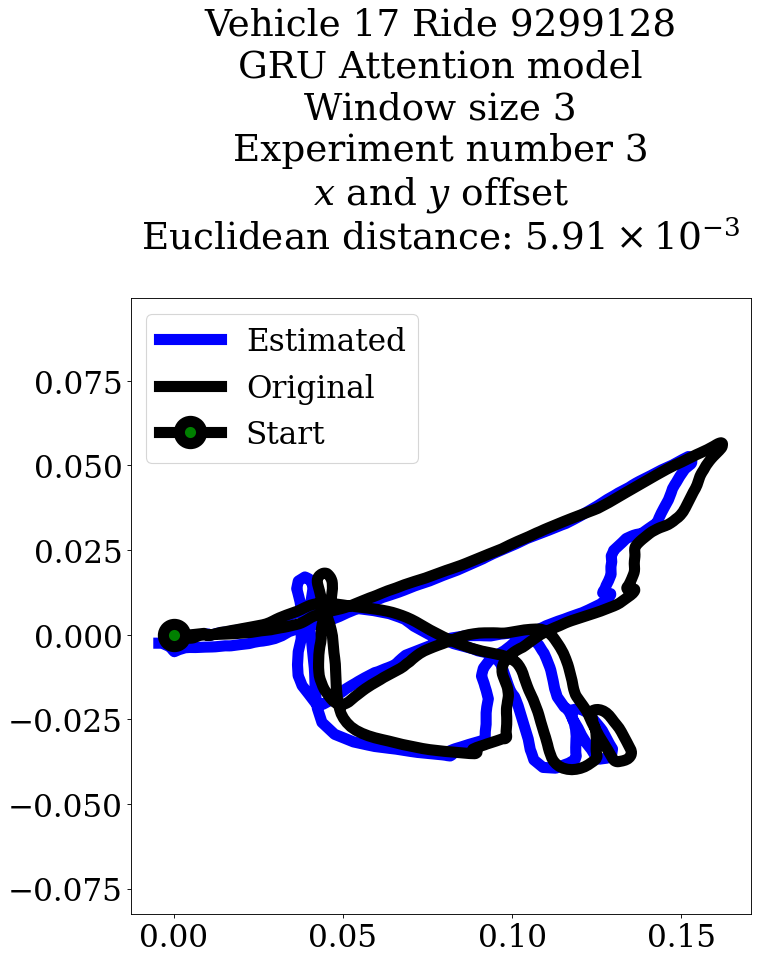 Vehicle 17 Ride 9299128
GRU Attention model
Window size 3
Experiment number 3
x and y offset
Euclidean distance: 5.91 × 10⁻³
Estimated
Original
Start
0.075
0.050
0.025
0.000
−0.025
−0.050
−0.075
0.00 0.05 0.10 0.15